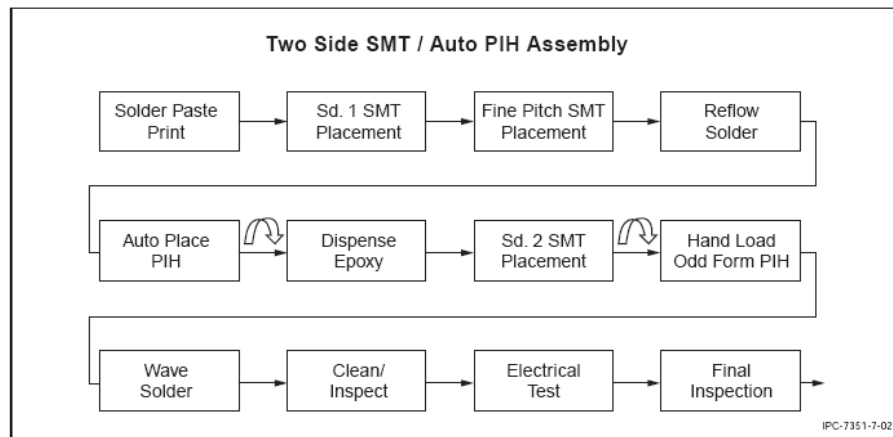 Two Side SMT / Auto PIH Assembly
Solder Paste
Print
Sd. 1 SMT
Placement
Fine Pitch SMT
Placement
Reflow
Solder
Auto Place
PIH
Dispense
Epoxy
Sd. 2 SMT
Placement
Hand Load
Odd Form PIH
Wave
Solder
Clean/
Inspect
Electrical
Test
Final
Inspection
IPC-7351-7-02